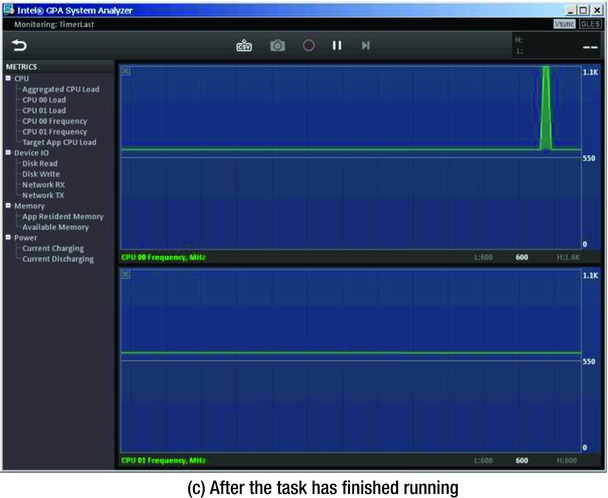 Intel® GPA System Analyzer
Monitoring: TimerLast
Vsync GLES
CSV
H:
L:
--
METRICS
CPU
Aggregated CPU Load
CPU 00 Load
CPU 01 Load
CPU 00 Frequency
CPU 01 Frequency
Target App CPU Load
Device IO
Disk Read
Disk Write
Network RX
Network TX
Memory
App Resident Memory
Available Memory
Power
Current Charging
Current Discharging
1.1K
550
0
CPU 00 Frequency, MHz L:600 600 H:1.6K
1.1K
550
0
CPU 01 Frequency, MHz L:600 600 H:600
(c) After the task has finished running